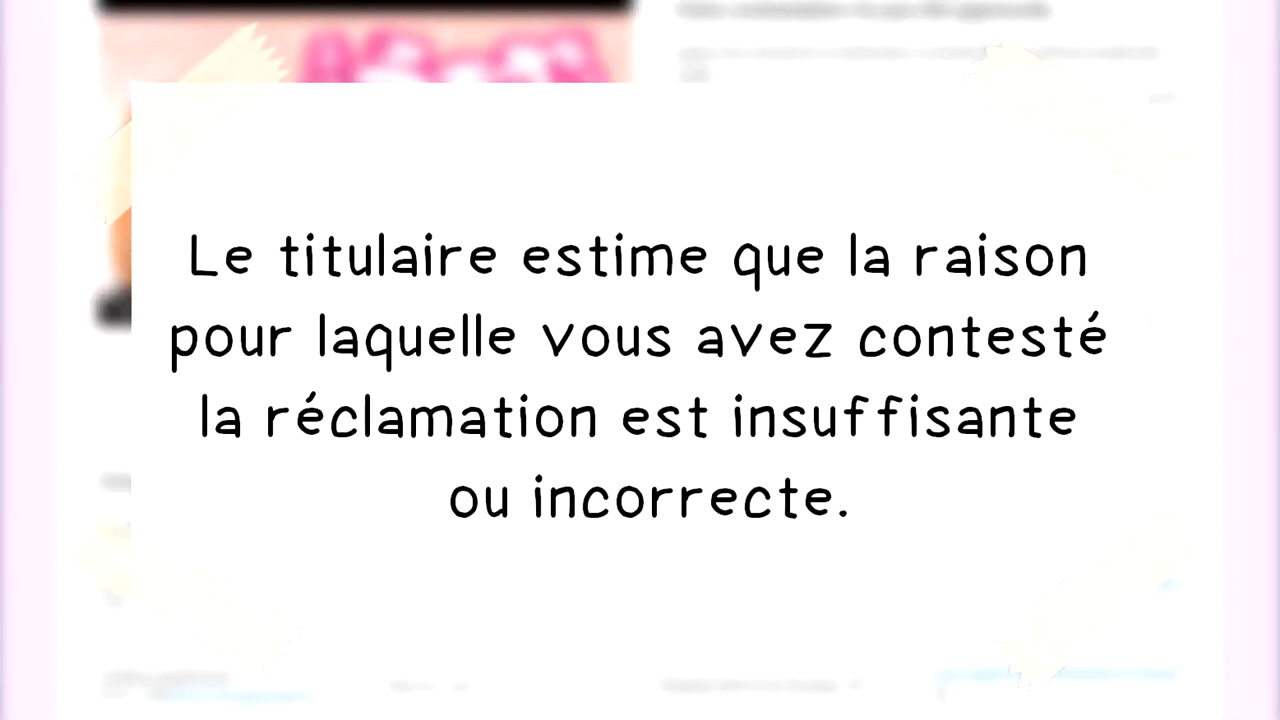 Le titulaire estime que la raison
pour laquelle vous avez contesté
la réclamation est insuffisante
ou incorrecte.